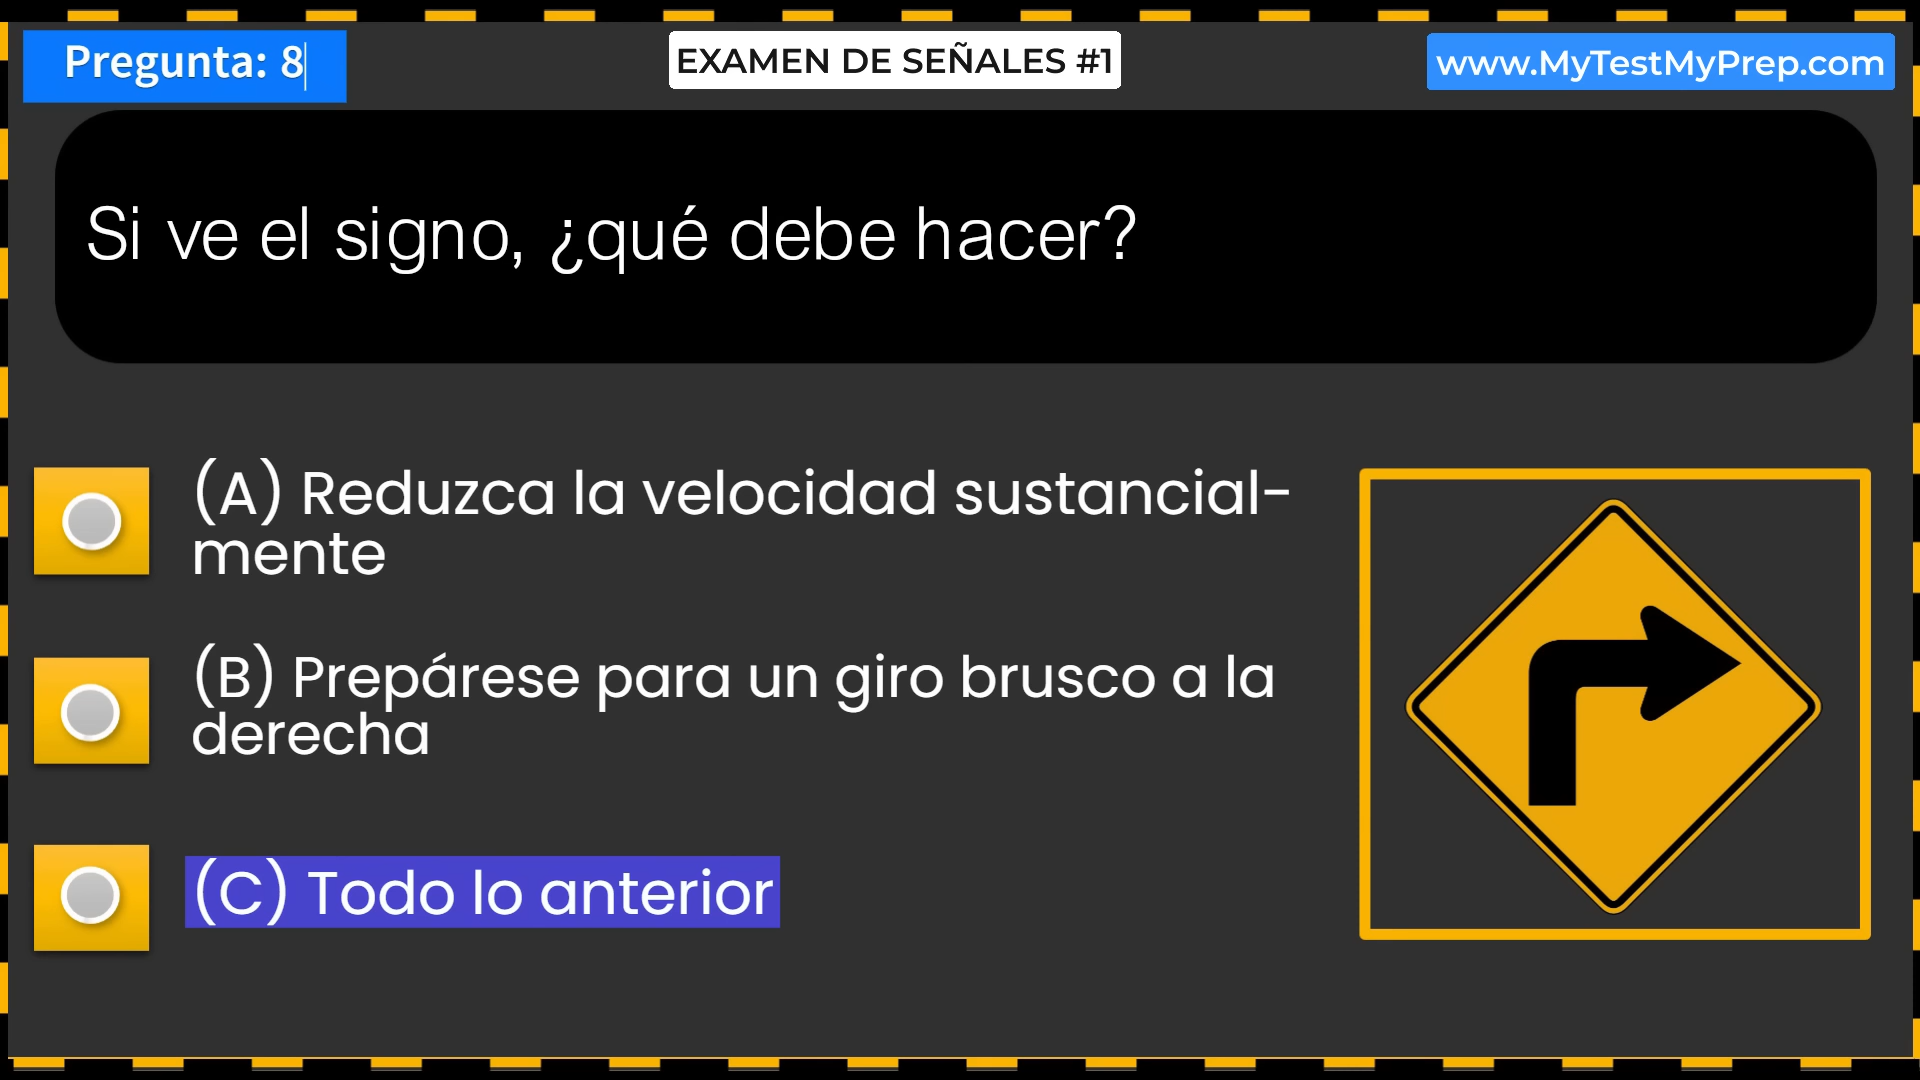 Pregunta: 8
EXAMEN DE SEÑALES #1
www.MyTestMyPrep.com
Si ve el signo, ¿qué debe hacer?
(A) Reduzca la velocidad sustancial-
mente
(B) Prepárese para un giro brusco a la
derecha
(C) Todo lo anterior